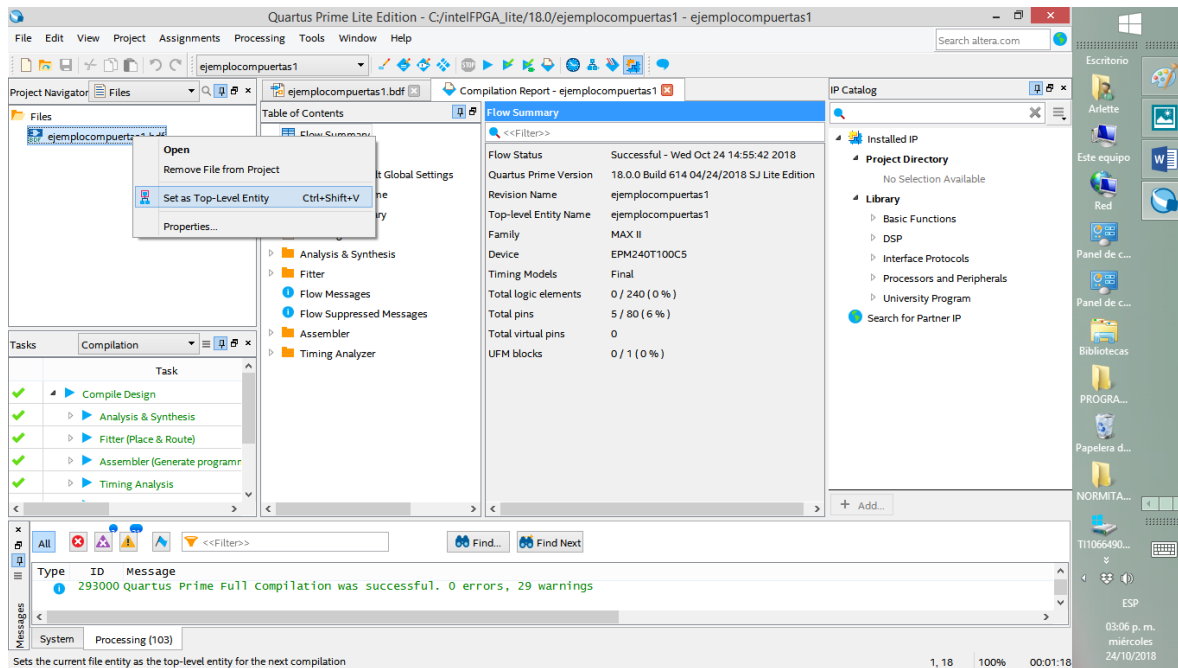 Quartus Prime Lite Edition - C:/intelFPGA_lite/18.0/ejemplocompuertas1 - ejemplocompuertas1
File Edit View Project Assignments Processing Tools Window Help
Search altera.com
ejemplocompuertas1
Project Navigator Files
Files
Open
Remove File from Project
Set as Top-Level Entity Ctrl+Shift+V
Properties...
ejemplocompuertas1.bdf
Compilation Report - ejemplocompuertas1
Table of Contents
Flow Summary
lt Global Settings
Analysis & Synthesis
Fitter
Flow Messages
Flow Suppressed Messages
Assembler
Timing Analyzer
Flow Summary
<<Filter>>
Flow Status Successful - Wed Oct 24 14:55:42 2018
Quartus Prime Version 18.0.0 Build 614 04/24/2018 SJ Lite Edition
Revision Name ejemplocompuertas1
Top-level Entity Name ejemplocompuertas1
Family MAX II
Device EPM240T100C5
Timing Models Final
Total logic elements 0 / 240 ( 0 % )
Total pins 5 / 80 ( 6 % )
Total virtual pins 0
UFM blocks 0 / 1 ( 0 % )
IP Catalog
Installed IP
Project Directory
No Selection Available
Library
Basic Functions
DSP
Interface Protocols
Processors and Peripherals
University Program
Search for Partner IP
+ Add...
Tasks Compilation
Task
Compile Design
Analysis & Synthesis
Fitter (Place & Route)
Assembler (Generate programm
Timing Analysis
All
<<Filter>>
Find...
Find Next
Type ID Message
293000 Quartus Prime Full Compilation was successful. 0 errors, 29 warnings
Messages
System Processing (103)
Sets the current file entity as the top-level entity for the next compilation
1, 18 100% 00:01:18
Escritorio
Arlette
Este equipo
Red
Panel de c...
Panel de c...
Bibliotecas
PROGRA...
Papelera d...
NORMITA...
TI1066490...
ESP
03:06 p. m.
miércoles
24/10/2018